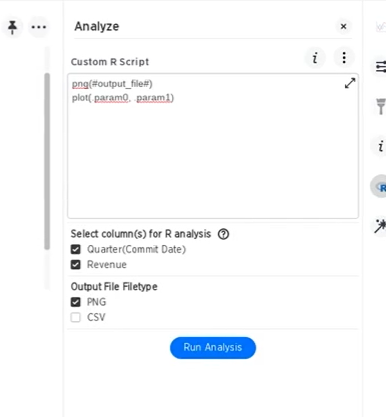 Analyze
Custom R Script
png(#output_file#)
plot(.param0, .param1)
Select column(s) for R analysis
Quarter(Commit Date)
Revenue
Output File Filetype
PNG
CSV
Run Analysis